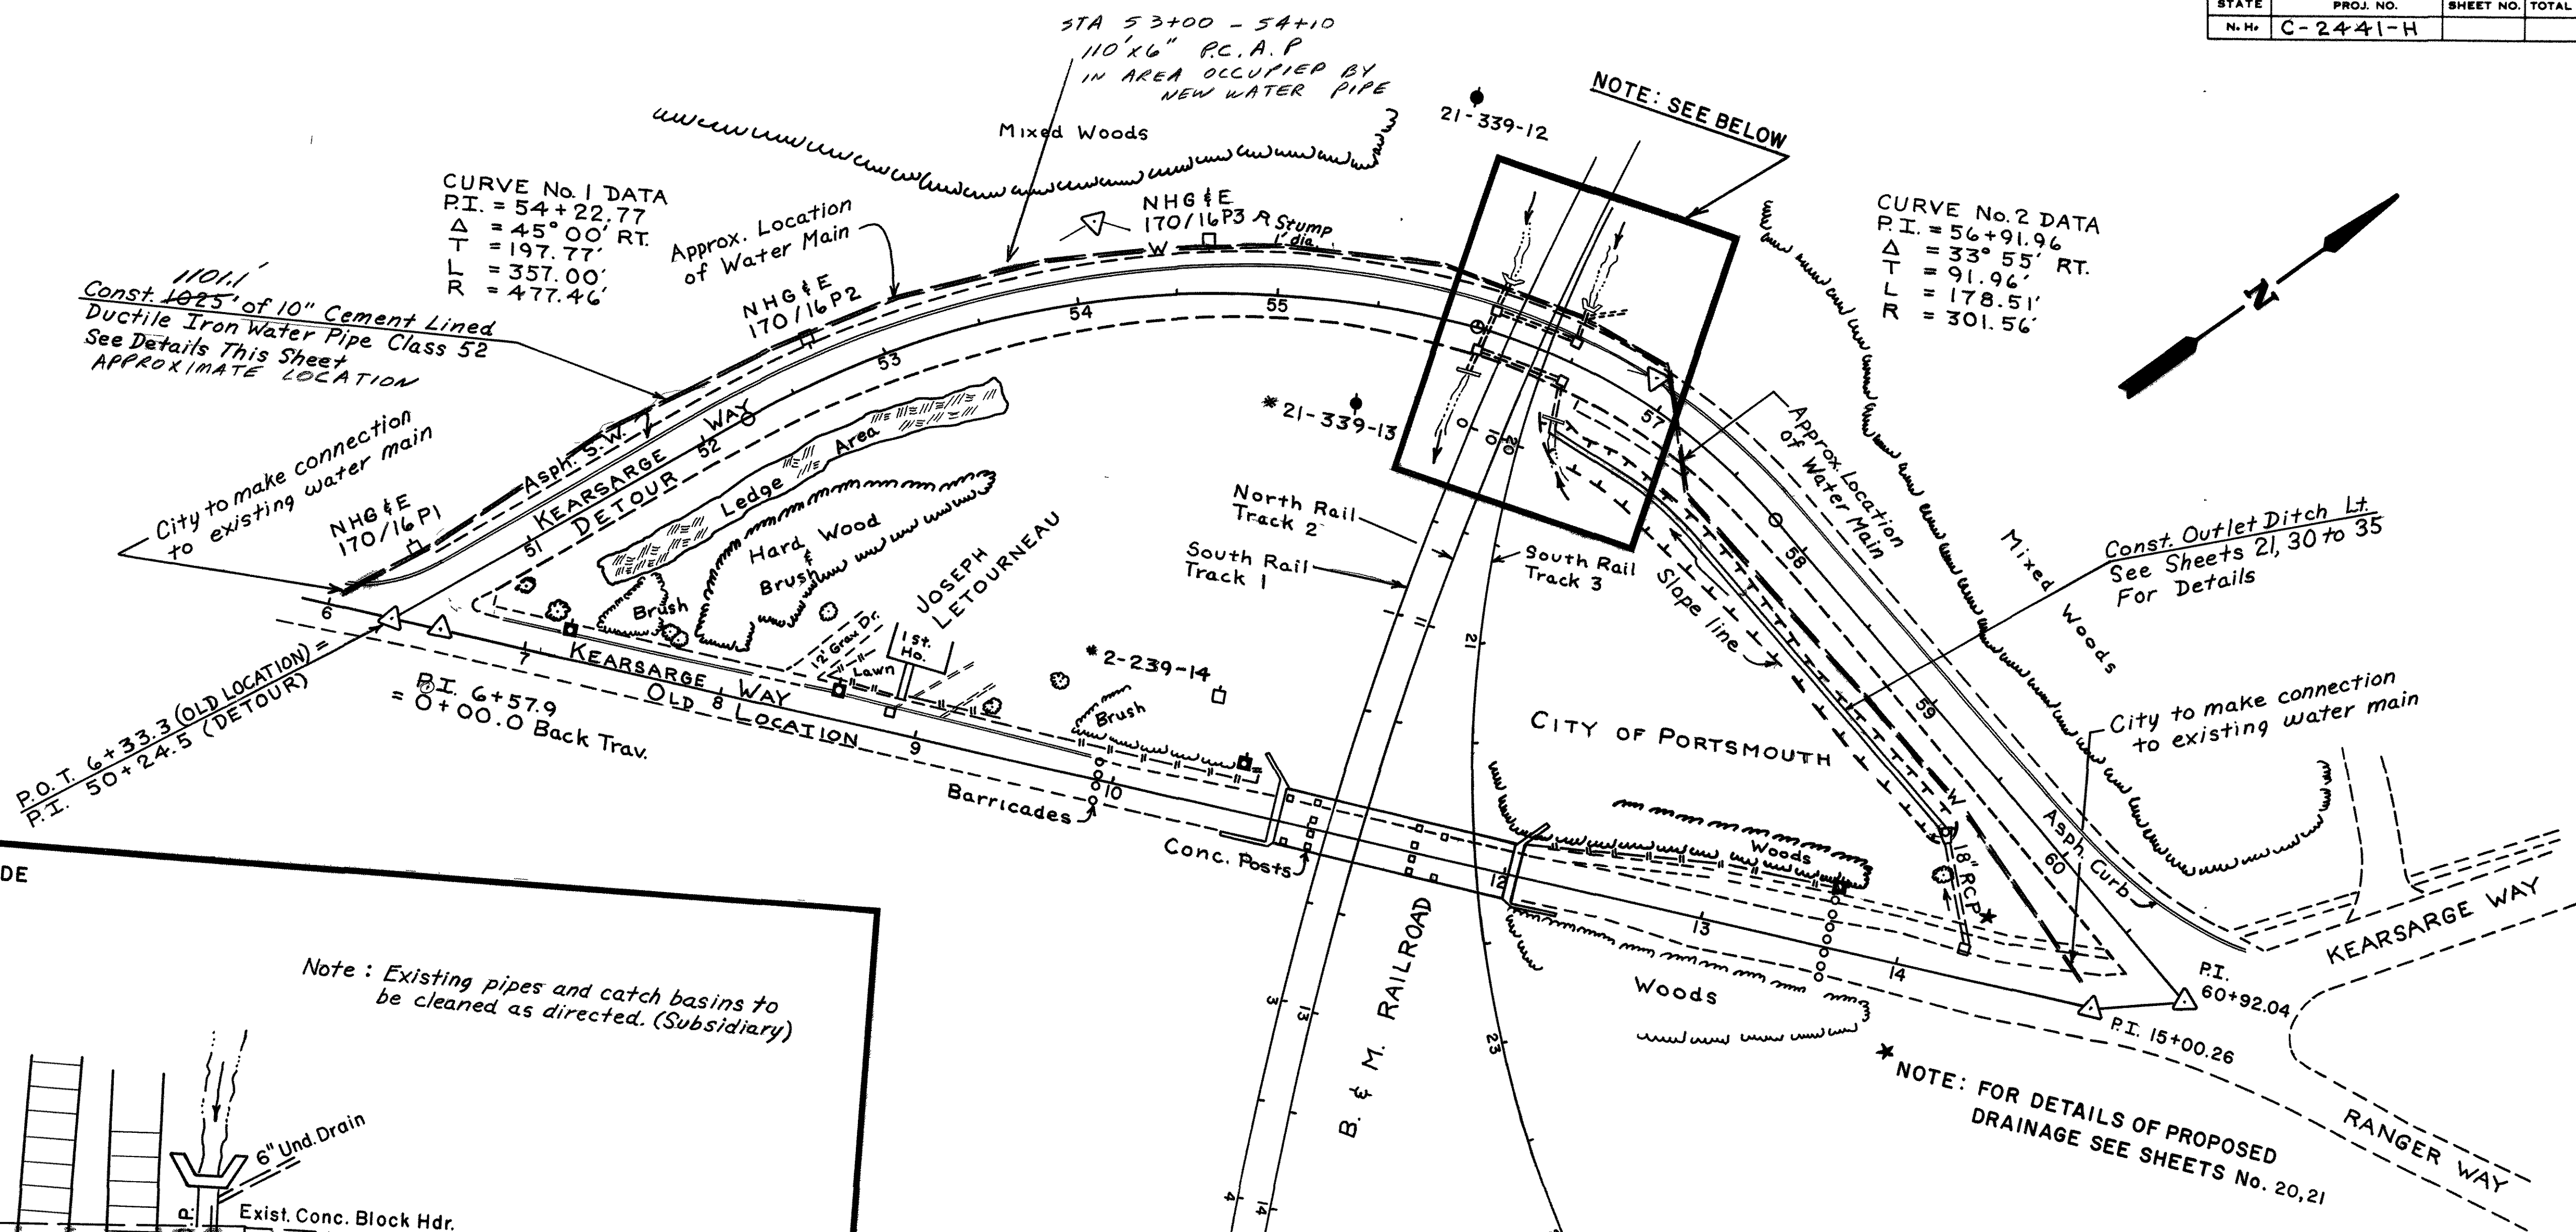 STATE PROJ. NO. SHEET NO. TOTAL
N.H. C-2441-H
STA 53+00 - 54+10
110'x6" P.C.A.P
IN AREA OCCUPIED BY
NEW WATER PIPE
Mixed Woods
21-339-12
NOTE: SEE BELOW
CURVE No. 1 DATA
P.I. = 54+22.77
Δ = 45° 00' RT.
T = 197.77'
L = 357.00'
R = 477.46'
Approx. Location
of Water Main
NHG&E
170/16P3
Stump
1' dia.
W
CURVE No. 2 DATA
P.I. = 56+91.96
Δ = 33° 55' RT.
T = 91.96'
L = 178.51'
R = 301.56'
N
1101.1'
Const. 1025' of 10" Cement Lined
Ductile Iron Water Pipe Class 52
See Details This Sheet
APPROXIMATE LOCATION
NHG&E
170/16P2
City to make connection
to existing water main
NHG&E
170/16P1
Asph. S.W.
KEARSARGE WAY
DETOUR
51
52
53
54
55
57
58
59
60
Ledge Area
Hard Wood
&
Brush
Brush
*21-339-13
0
10
20
Approx. Location
of Water Main
North Rail
Track 2
South Rail
Track 1
South Rail
Track 3
Slope line
Mixed Woods
Const. Outlet Ditch Lt.
See Sheets 21, 30 to 35
For Details
JOSEPH
LETOURNEAU
12' Grav. Dr.
1 St.
Ho.
Lawn
*2-239-14
Brush
6
7
8
9
10
12
13
14
KEARSARGE WAY
OLD LOCATION
P.O.T. 6+33.3 (OLD LOCATION) =
P.I. 50+24.5 (DETOUR)
P.I. 6+57.9
= 0+00.0 Back Trav.
Barricades
Conc. Posts
11
21
CITY OF PORTSMOUTH
City to make connection
to existing water main
Woods
W
18" RCP
Asph. Curb
KEARSARGE WAY
B. & M. RAILROAD
3
13
23
4
14
Woods
P.I.
60+92.04
P.I. 15+00.26
★NOTE: FOR DETAILS OF PROPOSED
DRAINAGE SEE SHEETS No. 20,21
RANGER WAY
DE
Note: Existing pipes and catch basins to
be cleaned as directed. (Subsidiary)
6" Und. Drain
Exist. Conc. Block Hdr.